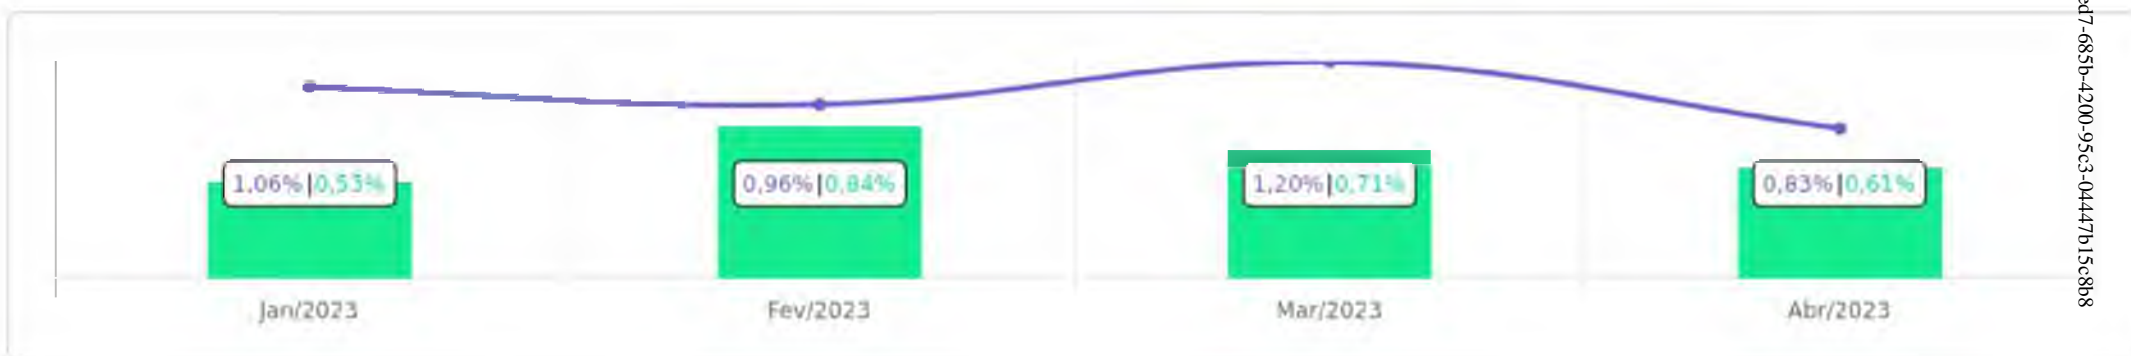 1,06%|0,53%
0,96%|0,84%
1,20%|0,71%
0,83%|0,61%
Jan/2023
Fev/2023
Mar/2023
Abr/2023
ed7-685b-4200-95c3-04447b15c8b8